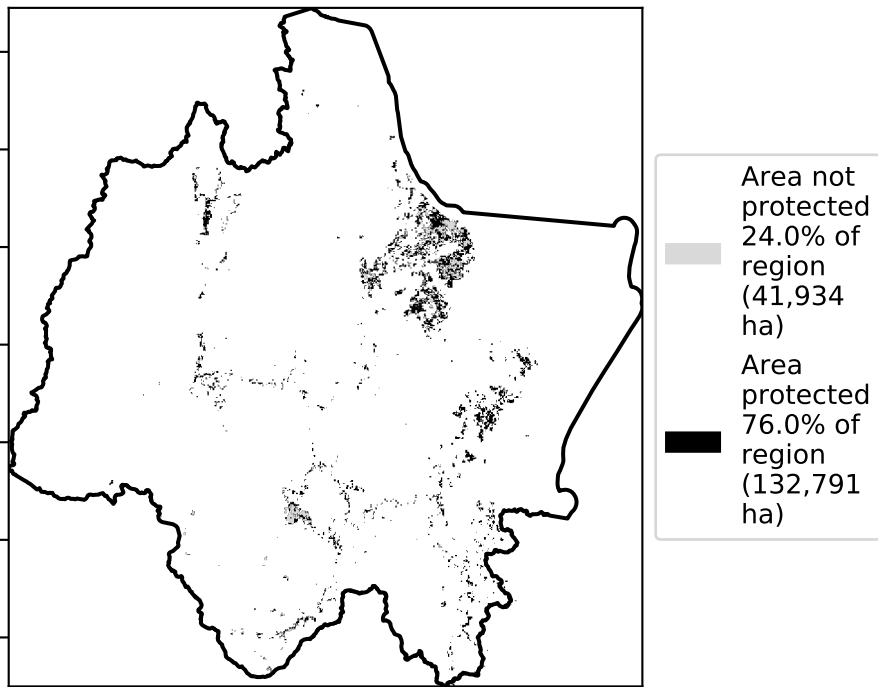 Area not
protected
24.0% of
region
(41,934
ha)
Area
protected
76.0% of
region
(132,791
ha)